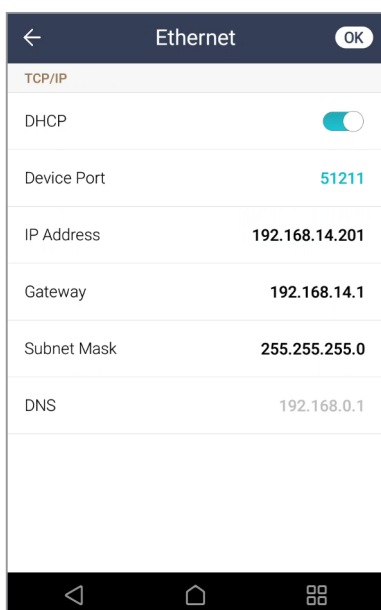 Ethernet OK
TCP/IP
DHCP
Device Port 51211
IP Address 192.168.14.201
Gateway 192.168.14.1
Subnet Mask 255.255.255.0
DNS 192.168.0.1